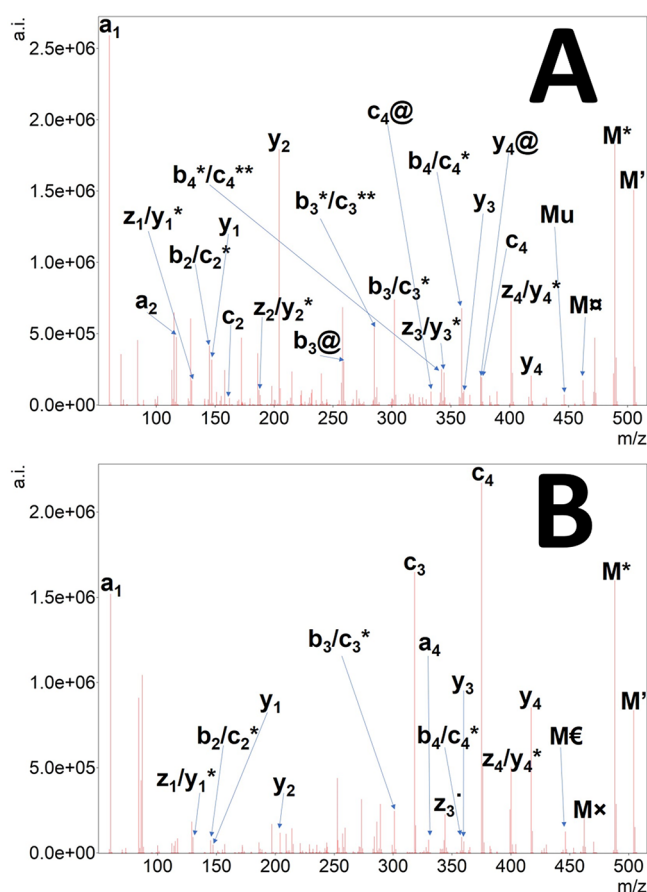 a.i.
a₁
2.5e+06
A
2.0e+06
c₄@
y₄@
y₂
b₄/c₄*
M*
b₄*/c₄**
b₃*/c₃**
1.5e+06
M'
z₁/y₁*
y₁
y₃
Mu
b₂/c₂*
c₄
1.0e+06
b₃/c₃*
z₄/y₄*
a₂
c₂
z₂/y₂*
z₃/y₃*
M¤
5.0e+05
b₃@
y₄
0.0e+00
100 150 200 250 300 350 400 450 500
m/z
a.i.
c₄
B
2.0e+06
c₃
M*
a₁
1.5e+06
b₃/c₃*
a₄
y₃
1.0e+06
y₁
y₄
M'
b₂/c₂*
b₄/c₄*
M€
z₄/y₄*
5.0e+05
z₁/y₁*
y₂
z₃˙
M×
0.0e+00
100 150 200 250 300 350 400 450 500
m/z